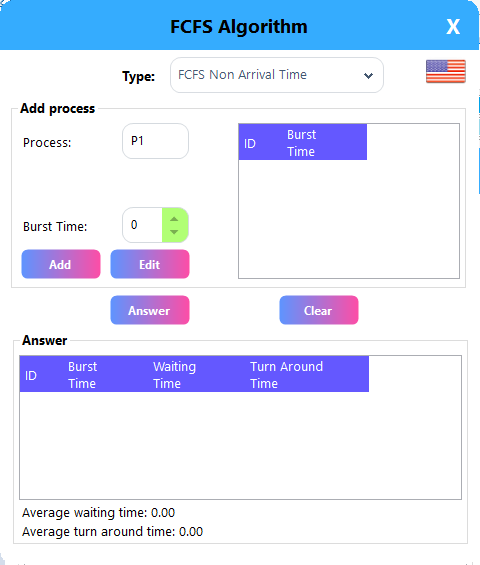 FCFS Algorithm X
Type: FCFS Non Arrival Time
Add process
Process: P1
ID Burst Time
Burst Time: 0
Add Edit
Answer Clear
Answer
ID Burst Time Waiting Time Turn Around Time
Average waiting time: 0.00
Average turn around time: 0.00